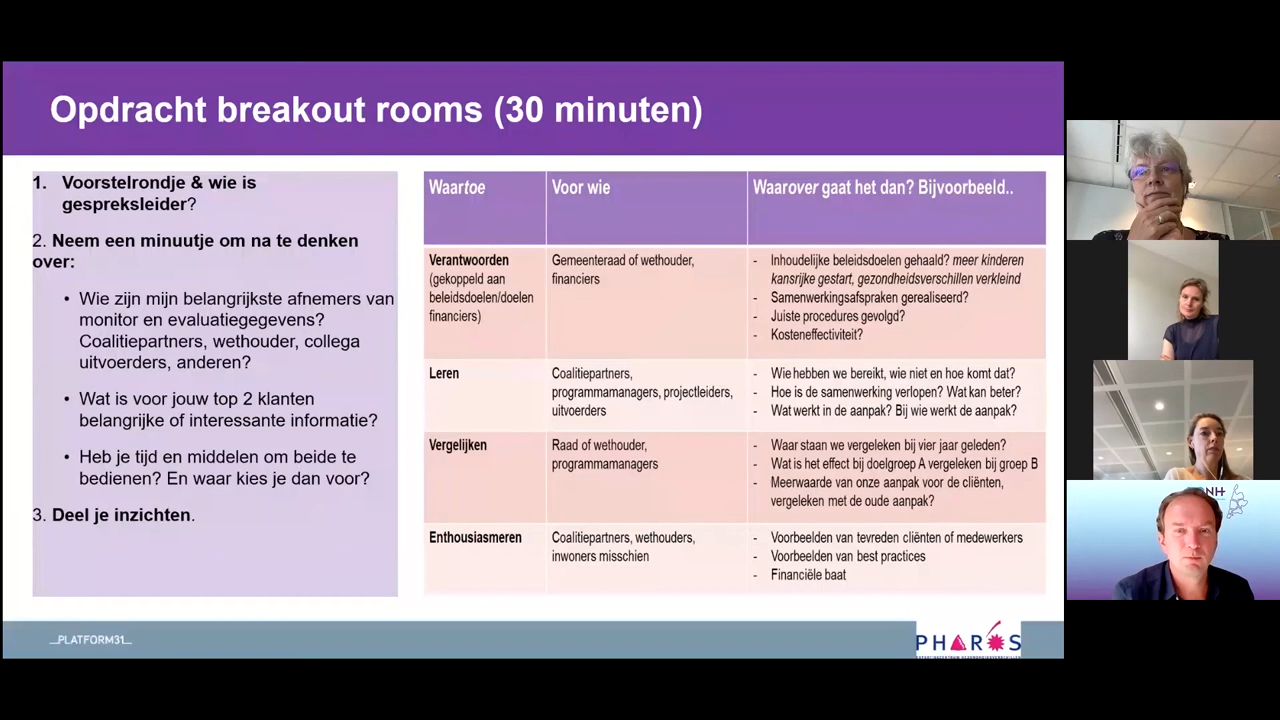 Opdracht breakout rooms (30 minuten)
1. Voorstelrondje & wie is
gespreksleider?
2. Neem een minuutje om na te denken
over:
• Wie zijn mijn belangrijkste afnemers van
monitor en evaluatiegegevens?
Coalitiepartners, wethouder, collega
uitvoerders, anderen?
• Wat is voor jouw top 2 klanten
belangrijke of interessante informatie?
• Heb je tijd en middelen om beide te
bedienen? En waar kies je dan voor?
3. Deel je inzichten.
Waartoe
Voor wie
Waarover gaat het dan? Bijvoorbeeld..
Verantwoorden
(gekoppeld aan
beleidsdoelen/doelen
financiers)
Gemeenteraad of wethouder,
financiers
- Inhoudelijke beleidsdoelen gehaald? meer kinderen
kansrijke gestart, gezondheidsverschillen verkleind
- Samenwerkingsafspraken gerealiseerd?
- Juiste procedures gevolgd?
- Kosteneffectiviteit?
Leren
Coalitiepartners,
programmamanagers, projectleiders,
uitvoerders
- Wie hebben we bereikt, wie niet en hoe komt dat?
- Hoe is de samenwerking verlopen? Wat kan beter?
- Wat werkt in de aanpak? Bij wie werkt de aanpak?
Vergelijken
Raad of wethouder,
programmamanagers
- Waar staan we vergeleken bij vier jaar geleden?
- Wat is het effect bij doelgroep A vergeleken bij groep B
- Meerwaarde van onze aanpak voor de cliënten,
vergeleken met de oude aanpak?
Enthousiasmeren
Coalitiepartners, wethouders,
inwoners misschien
- Voorbeelden van tevreden cliënten of medewerkers
- Voorbeelden van best practices
- Financiële baat
PLATFORM31
PHAROS
NH